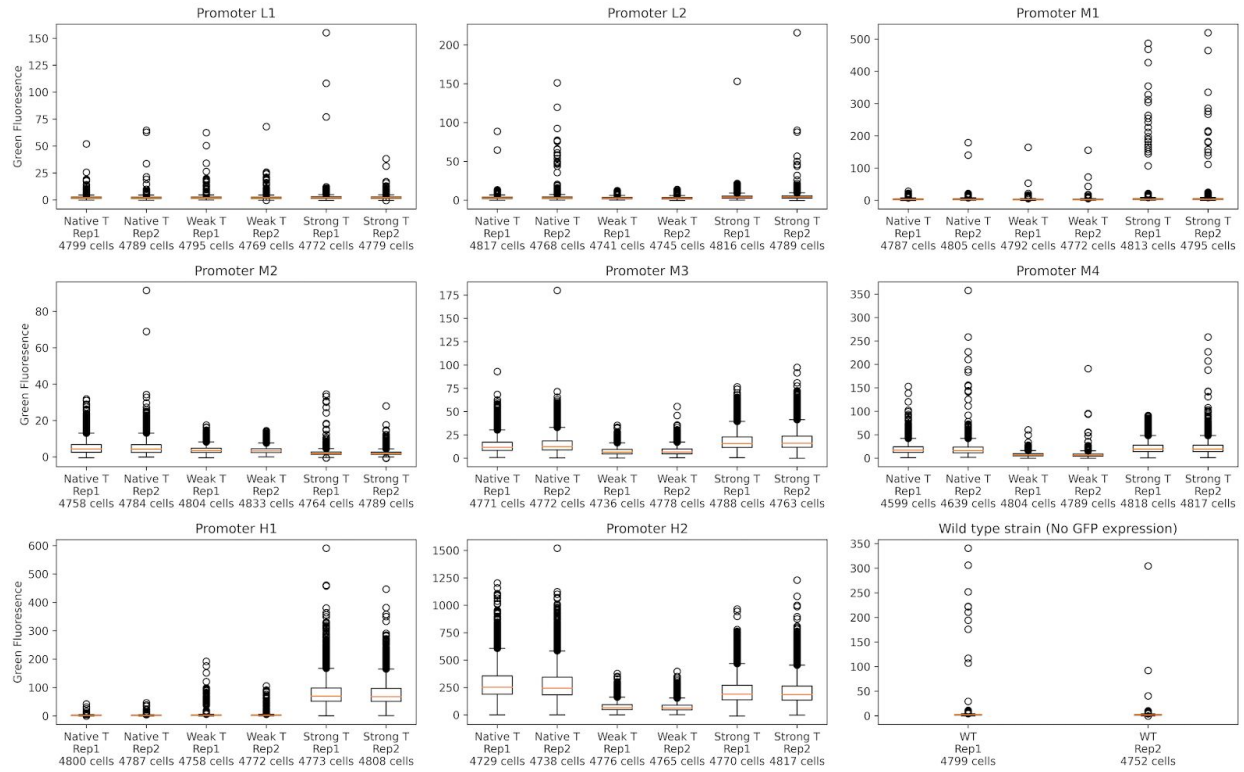 Promoter L1
Promoter L2
Promoter M1
Green Fluoresence
150
125
100
75
50
25
0
200
150
100
50
0
500
400
300
200
100
0
Native T Native T Weak T Weak T Strong T Strong T
Rep1 Rep2 Rep1 Rep2 Rep1 Rep2
4799 cells 4789 cells 4795 cells 4769 cells 4772 cells 4779 cells
Native T Native T Weak T Weak T Strong T Strong T
Rep1 Rep2 Rep1 Rep2 Rep1 Rep2
4817 cells 4768 cells 4741 cells 4745 cells 4816 cells 4789 cells
Native T Native T Weak T Weak T Strong T Strong T
Rep1 Rep2 Rep1 Rep2 Rep1 Rep2
4787 cells 4805 cells 4792 cells 4772 cells 4813 cells 4795 cells
Promoter M2
Promoter M3
Promoter M4
Green Fluoresence
80
60
40
20
0
175
150
125
100
75
50
25
0
350
300
250
200
150
100
50
0
Native T Native T Weak T Weak T Strong T Strong T
Rep1 Rep2 Rep1 Rep2 Rep1 Rep2
4758 cells 4784 cells 4804 cells 4833 cells 4764 cells 4789 cells
Native T Native T Weak T Weak T Strong T Strong T
Rep1 Rep2 Rep1 Rep2 Rep1 Rep2
4771 cells 4772 cells 4736 cells 4778 cells 4788 cells 4763 cells
Native T Native T Weak T Weak T Strong T Strong T
Rep1 Rep2 Rep1 Rep2 Rep1 Rep2
4599 cells 4639 cells 4804 cells 4804 cells 4818 cells 4817 cells
Promoter H1
Promoter H2
Wild type strain (No GFP expression)
Green Fluoresence
600
500
400
300
200
100
0
1500
1250
1000
750
500
250
0
350
300
250
200
150
100
50
0
Native T Native T Weak T Weak T Strong T Strong T
Rep1 Rep2 Rep1 Rep2 Rep1 Rep2
4800 cells 4787 cells 4758 cells 4772 cells 4773 cells 4808 cells
Native T Native T Weak T Weak T Strong T Strong T
Rep1 Rep2 Rep1 Rep2 Rep1 Rep2
4729 cells 4738 cells 4776 cells 4765 cells 4770 cells 4817 cells
WT WT
Rep1 Rep2
4799 cells 4752 cells